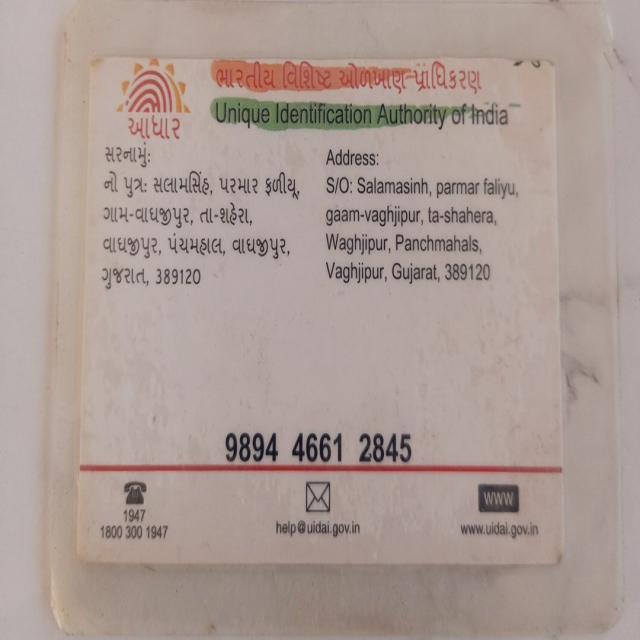 ભારતીય વિશિષ્ટ ઓળખાણ પ્રાધિકરણ
Unique Identification Authority of India
આધાર
સરનામું:
નો પુત્ર: સલામસિંહ, પરમાર ફળીયૂ,
ગામ-વાઘજીપુર, તા-શહેરા,
વાઘજીપુર, પંચમહાલ, વાઘજીપુર,
ગુજરાત, 389120
Address:
S/O: Salamasinh, parmar faliyu,
gaam-vaghjipur, ta-shahera,
Waghjipur, Panchmahals,
Vaghjipur, Gujarat, 389120
9894 4661 2845
1947
1800 300 1947
help@uidai.gov.in
WWW
www.uidai.gov.in